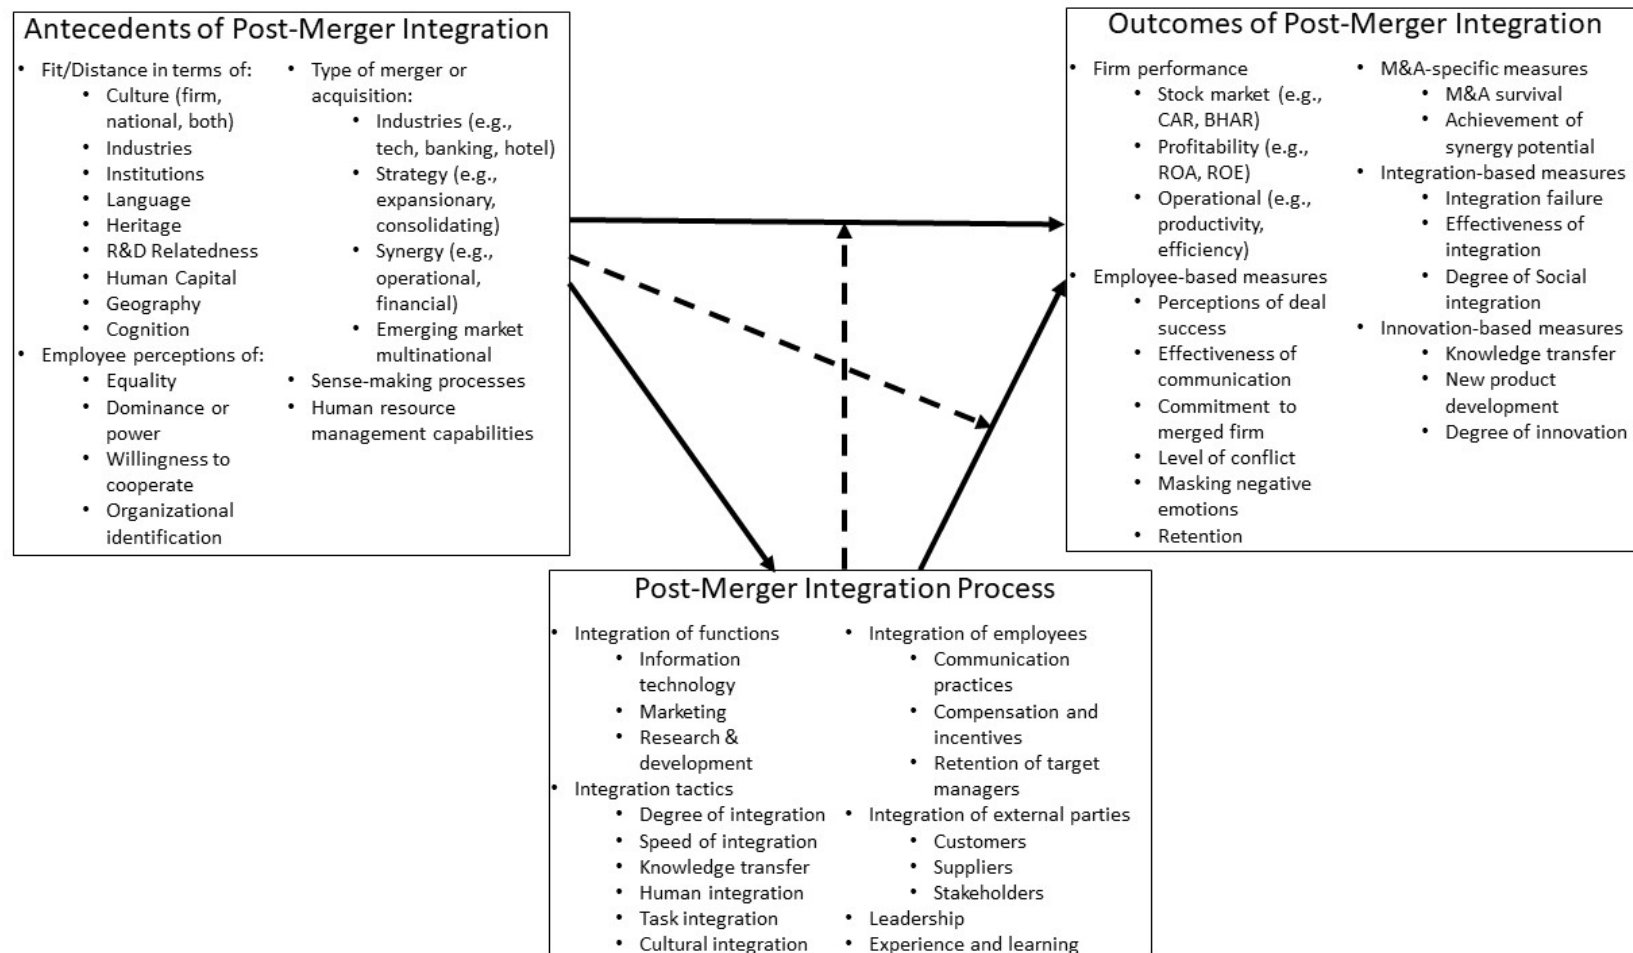 Antecedents of Post-Merger Integration
• Fit/Distance in terms of:
• Culture (firm,
national, both)
• Industries
• Institutions
• Language
• Heritage
• R&D Relatedness
• Human Capital
• Geography
• Cognition
• Employee perceptions of:
• Equality
• Dominance or
power
• Willingness to
cooperate
• Organizational
identification
• Type of merger or
acquisition:
• Industries (e.g.,
tech, banking, hotel)
• Strategy (e.g.,
expansionary,
consolidating)
• Synergy (e.g.,
operational,
financial)
• Emerging market
multinational
• Sense-making processes
• Human resource
management capabilities
Outcomes of Post-Merger Integration
• Firm performance
• Stock market (e.g.,
CAR, BHAR)
• Profitability (e.g.,
ROA, ROE)
• Operational (e.g.,
productivity,
efficiency)
• Employee-based measures
• Perceptions of deal
success
• Effectiveness of
communication
• Commitment to
merged firm
• Level of conflict
• Masking negative
emotions
• Retention
• M&A-specific measures
• M&A survival
• Achievement of
synergy potential
• Integration-based measures
• Integration failure
• Effectiveness of
integration
• Degree of Social
integration
• Innovation-based measures
• Knowledge transfer
• New product
development
• Degree of innovation
Post-Merger Integration Process
• Integration of functions
• Information
technology
• Marketing
• Research &
development
• Integration tactics
• Degree of integration
• Speed of integration
• Knowledge transfer
• Human integration
• Task integration
• Cultural integration
• Integration of employees
• Communication
practices
• Compensation and
incentives
• Retention of target
managers
• Integration of external parties
• Customers
• Suppliers
• Stakeholders
• Leadership
• Experience and learning